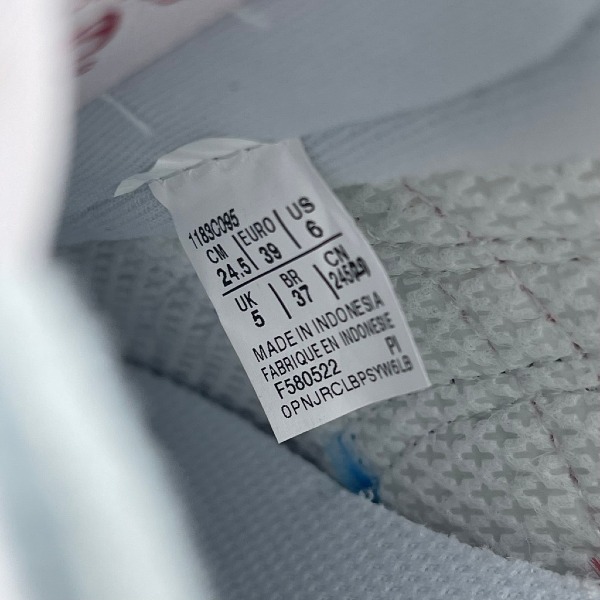 1183C095
CM | EURO | US
24.5 | 39 | 6
UK | BR | CN
5 | 37
MADE IN INDONESIA
FABRIQUE EN INDONESIE
F580522 PI
0PNJRCLBPSYW6LB